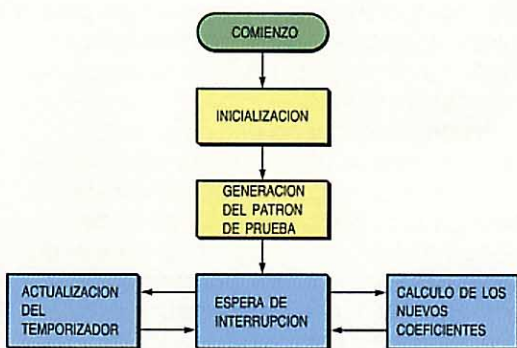 COMIENZO
INICIALIZACION
GENERACION
DEL PATRON
DE PRUEBA
ACTUALIZACION
DEL
TEMPORIZADOR
ESPERA DE
INTERRUPCION
CALCULO DE LOS
NUEVOS
COEFICIENTES